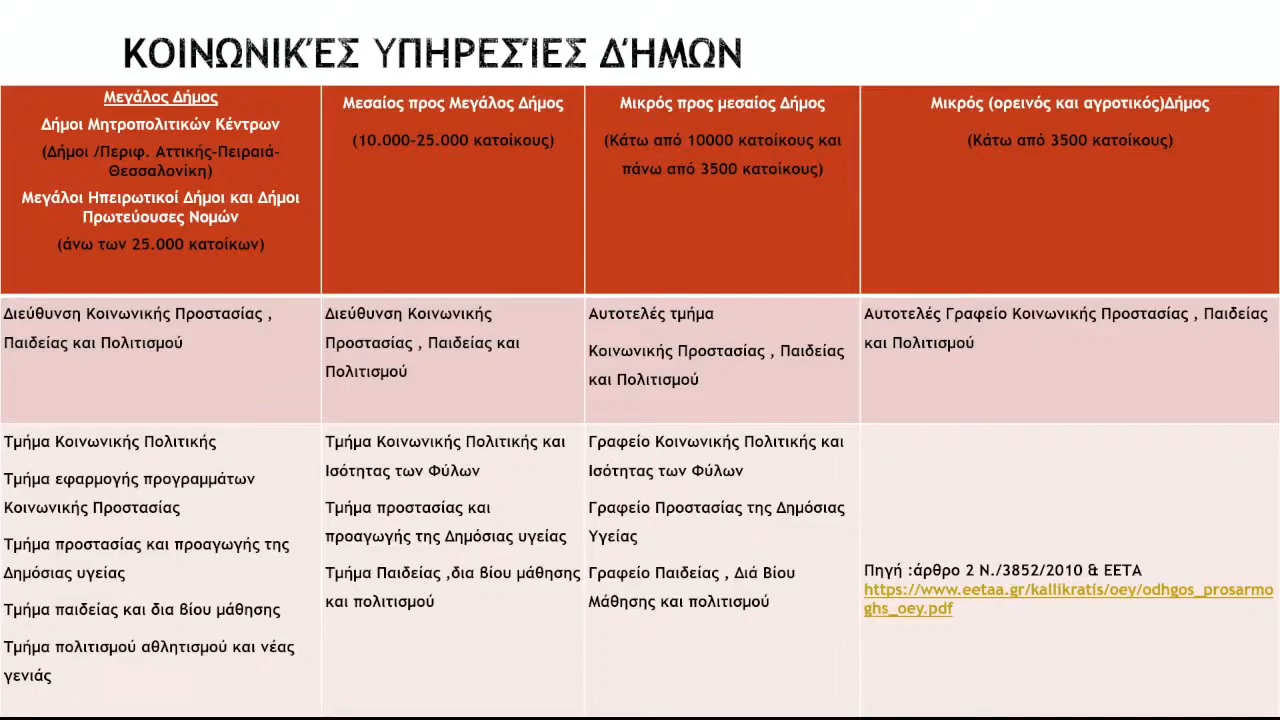 ΚΟΙΝΩΝΙΚΈΣ ΥΠΗΡΕΣΊΕΣ ΔΉΜΩΝ
Μεγάλος Δήμος
Δήμοι Μητροπολιτικών Κέντρων
(Δήμοι /Περιφ. Αττικής-Πειραιά-
Θεσσαλονίκη)
Μεγάλοι Ηπειρωτικοί Δήμοι και Δήμοι
Πρωτεύουσες Νομών
(άνω των 25.000 κατοίκων)
Μεσαίος προς Μεγάλος Δήμος
(10.000-25.000 κατοίκους)
Μικρός προς μεσαίος Δήμος
(Κάτω από 10000 κατοίκους και
πάνω από 3500 κατοίκους)
Μικρός (ορεινός και αγροτικός)Δήμος
(Κάτω από 3500 κατοίκους)
Διεύθυνση Κοινωνικής Προστασίας ,
Παιδείας και Πολιτισμού
Διεύθυνση Κοινωνικής
Προστασίας , Παιδείας και
Πολιτισμού
Αυτοτελές τμήμα
Κοινωνικής Προστασίας , Παιδείας
και Πολιτισμού
Αυτοτελές Γραφείο Κοινωνικής Προστασίας , Παιδείας
και Πολιτισμού
Τμήμα Κοινωνικής Πολιτικής
Τμήμα εφαρμογής προγραμμάτων
Κοινωνικής Προστασίας
Τμήμα προστασίας και προαγωγής της
Δημόσιας υγείας
Τμήμα παιδείας και δια βίου μάθησης
Τμήμα πολιτισμού αθλητισμού και νέας
γενιάς
Τμήμα Κοινωνικής Πολιτικής και
Ισότητας των Φύλων
Τμήμα προστασίας και
προαγωγής της Δημόσιας υγείας
Τμήμα Παιδείας ,δια βίου μάθησης
και πολιτισμού
Γραφείο Κοινωνικής Πολιτικής και
Ισότητας των Φύλων
Γραφείο Προστασίας της Δημόσιας
Υγείας
Γραφείο Παιδείας , Διά Βίου
Μάθησης και πολιτισμού
Πηγή :άρθρο 2 Ν./3852/2010 & ΕΕΤΑ
https://www.eetaa.gr/kallikratis/oey/odhgos_prosarmo
ghs_oey.pdf